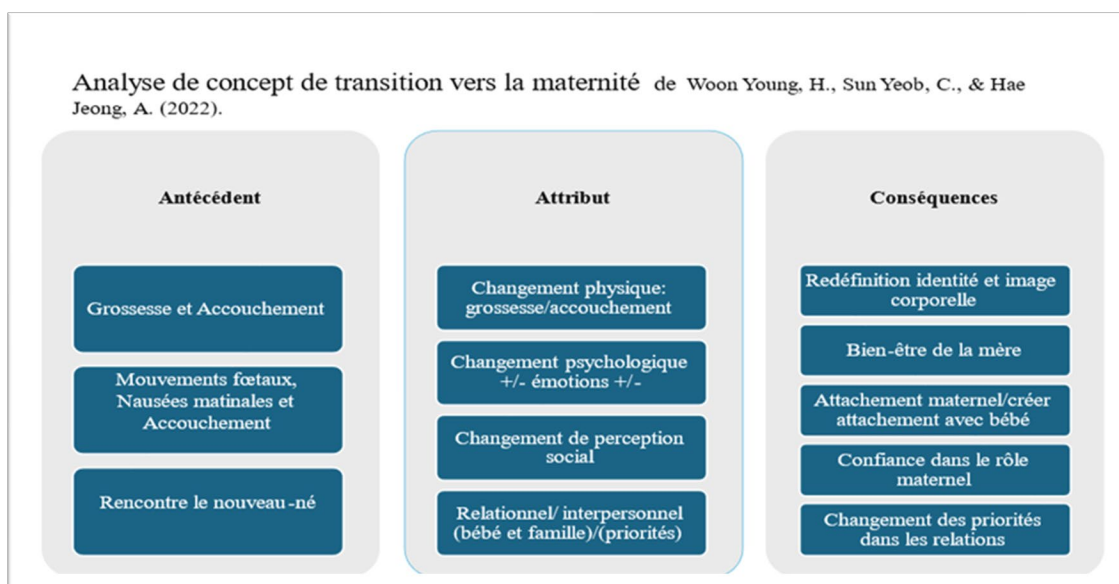 Analyse de concept de transition vers la maternité de Woon Young, H., Sun Yeob, C., & Hae
Jeong, A. (2022).
Antécédent
Grossesse et Accouchement
Mouvements fœtaux,
Nausées matinales et
Accouchement
Rencontre le nouveau-né
Attribut
Changement physique:
grossesse/accouchement
Changement psychologique
+/- émotions +/-
Changement de perception
social
Relationnel/ interpersonnel
(bébé et famille)/(priorités)
Conséquences
Redéfinition identité et image
corporelle
Bien-être de la mère
Attachement maternel/créer
attachement avec bébé
Confiance dans le rôle
maternel
Changement des priorités
dans les relations